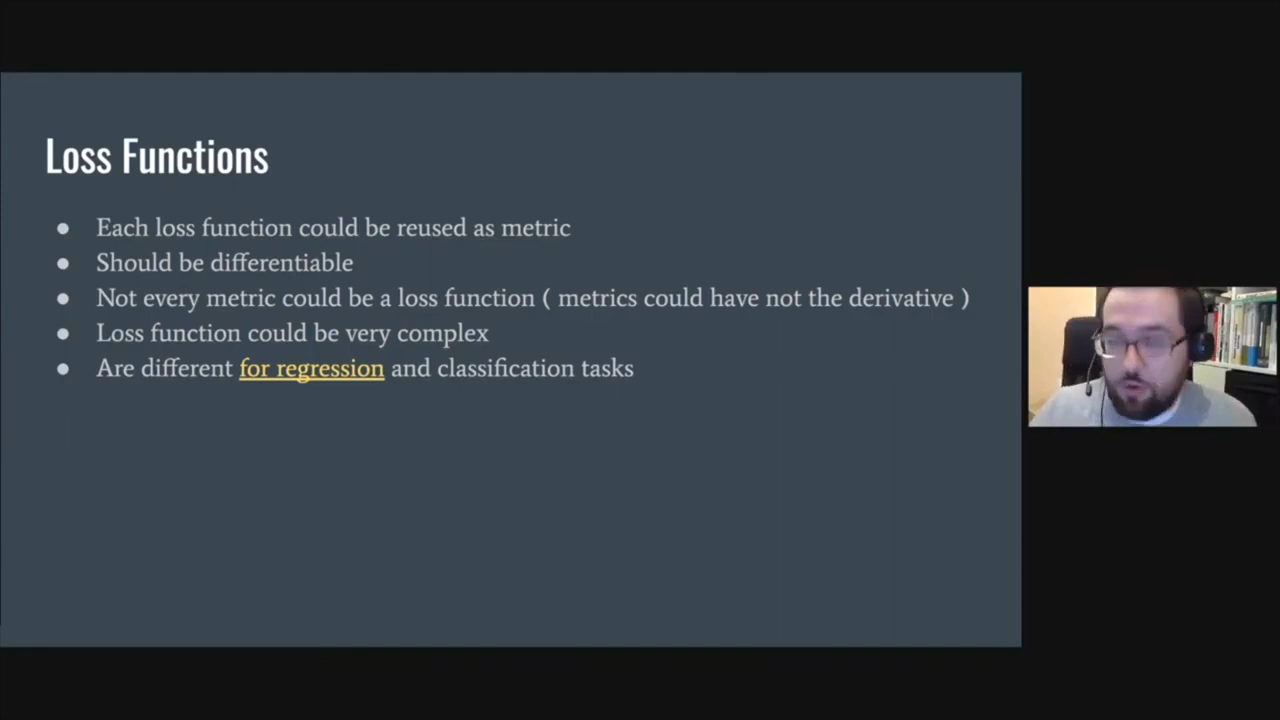 Loss Functions
● Each loss function could be reused as metric
● Should be differentiable
● Not every metric could be a loss function ( metrics could have not the derivative )
● Loss function could be very complex
● Are different for regression and classification tasks